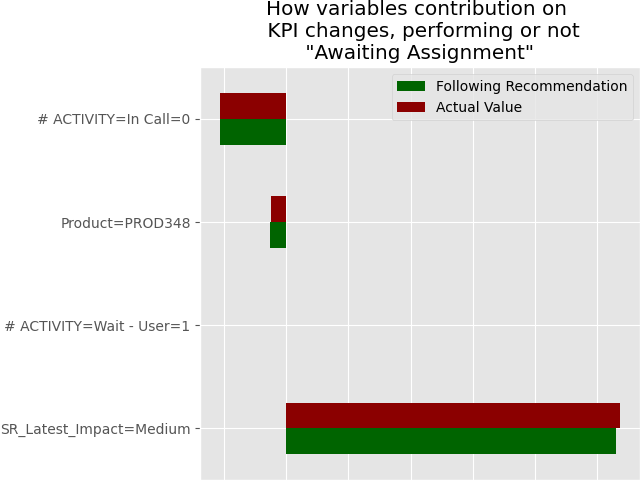 How variables contribution on
KPI changes, performing or not
"Awaiting Assignment"
Following Recommendation
Actual Value
# ACTIVITY=In Call=0
Product=PROD348
# ACTIVITY=Wait - User=1
SR_Latest_Impact=Medium